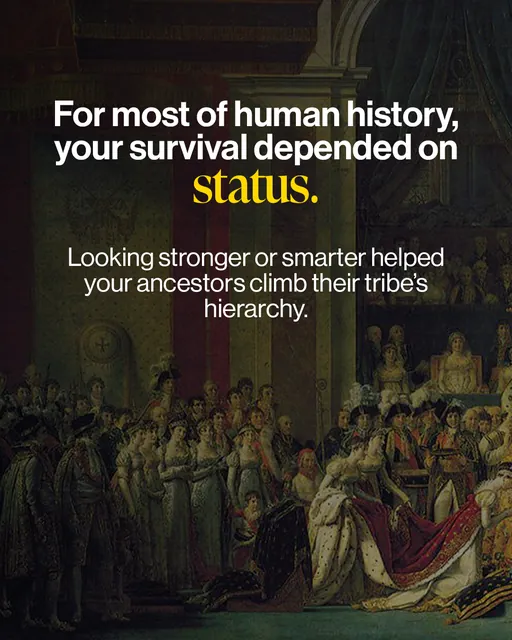 For most of human history,
your survival depended on
status.
Looking stronger or smarter helped
your ancestors climb their tribe’s
hierarchy.